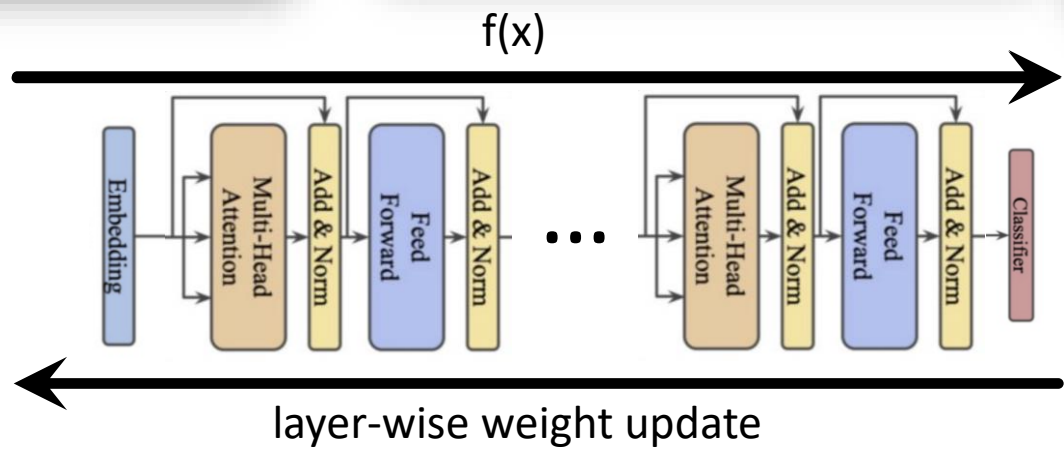 f(x)
Embedding
Multi-Head
Attention
Add & Norm
Feed
Forward
Add & Norm
...
Multi-Head
Attention
Add & Norm
Feed
Forward
Add & Norm
Classifier
layer-wise weight update